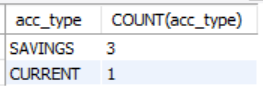 acc_type COUNT(acc_type)
SAVINGS 3
CURRENT 1